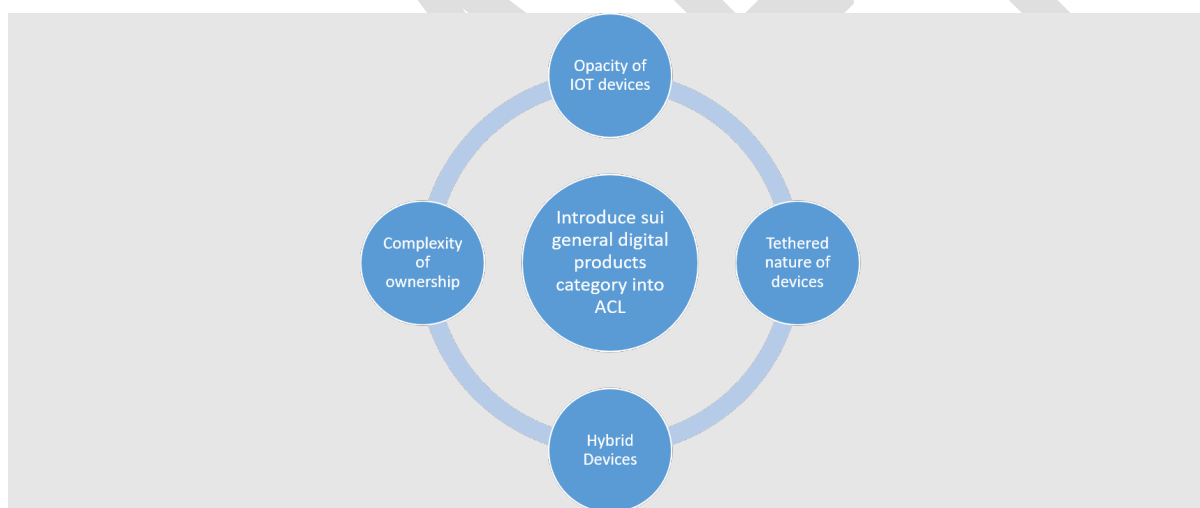 Opacity of
IOT devices
Introduce sui
general digital
products
category into
ACL
Complexity
of
ownership
Tethered
nature of
devices
Hybrid
Devices